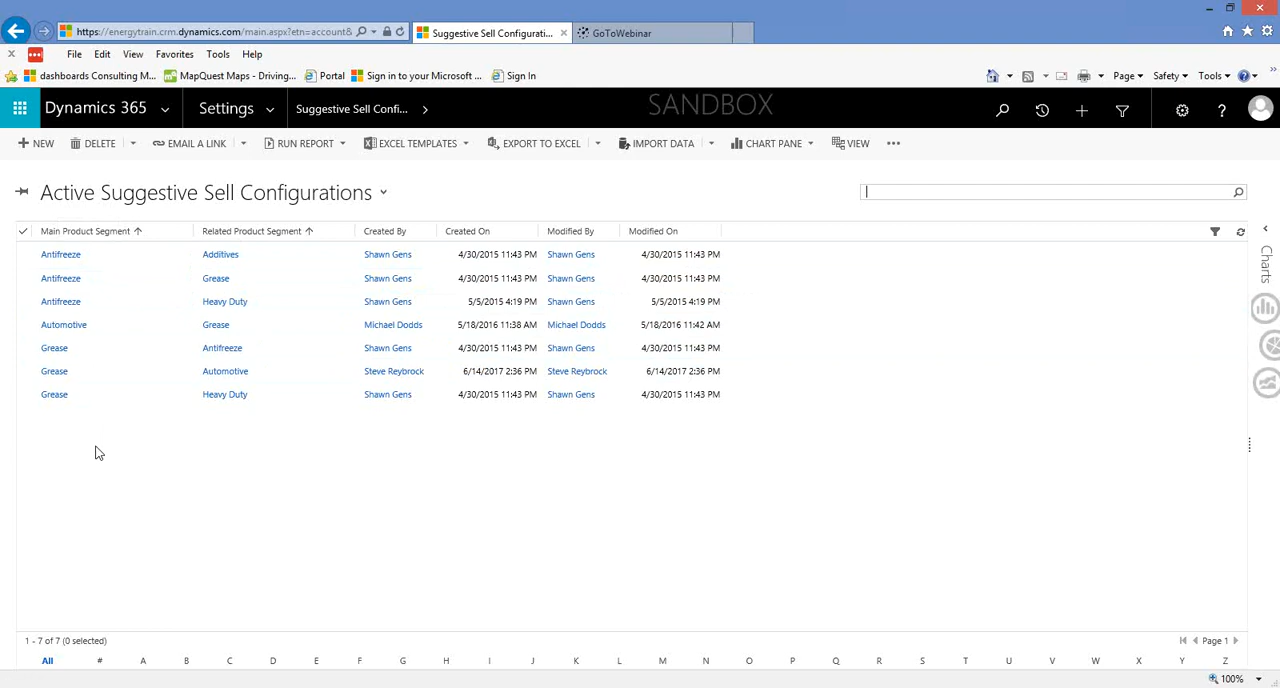 https://energytrain.crm.dynamics.com/main.aspx?etn=account&
Suggestive Sell Configurati...
GoToWebinar
File Edit View Favorites Tools Help
dashboards Consulting M... MapQuest Maps - Driving... Portal Sign in to your Microsoft ... Sign In
Page Safety Tools
Dynamics 365 Settings Suggestive Sell Confi... SANDBOX
NEW DELETE EMAIL A LINK RUN REPORT EXCEL TEMPLATES EXPORT TO EXCEL IMPORT DATA CHART PANE VIEW
Active Suggestive Sell Configurations
Main Product Segment Related Product Segment Created By Created On Modified By Modified On
Antifreeze Additives Shawn Gens 4/30/2015 11:43 PM Shawn Gens 4/30/2015 11:43 PM
Antifreeze Grease Shawn Gens 4/30/2015 11:43 PM Shawn Gens 4/30/2015 11:43 PM
Antifreeze Heavy Duty Shawn Gens 5/5/2015 4:19 PM Shawn Gens 5/5/2015 4:19 PM
Automotive Grease Michael Dodds 5/18/2016 11:38 AM Michael Dodds 5/18/2016 11:42 AM
Grease Antifreeze Shawn Gens 4/30/2015 11:43 PM Shawn Gens 4/30/2015 11:43 PM
Grease Automotive Steve Reybrock 6/14/2017 2:36 PM Steve Reybrock 6/14/2017 2:36 PM
Grease Heavy Duty Shawn Gens 4/30/2015 11:43 PM Shawn Gens 4/30/2015 11:43 PM
Charts
1 - 7 of 7 (0 selected) Page 1
All # A B C D E F G H I J K L M N O P Q R S T U V W X Y Z
100%